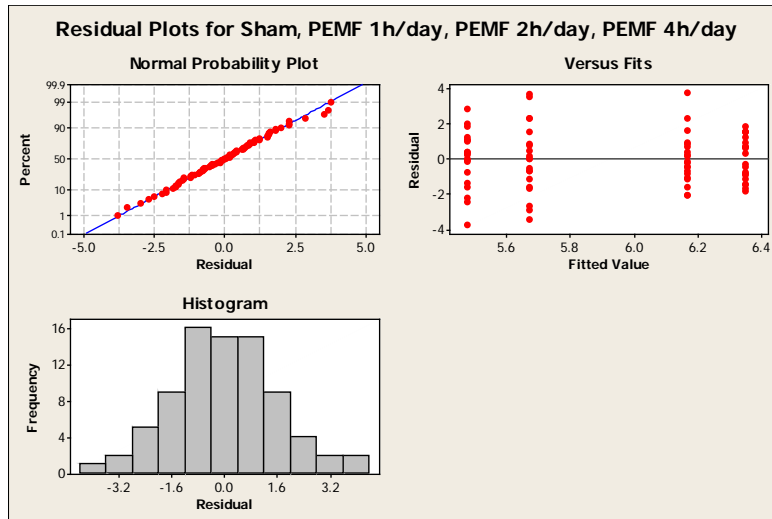 Residual Plots for Sham, PEMF 1h/day, PEMF 2h/day, PEMF 4h/day
Normal Probability Plot
99.9
99
90
50
10
1
0.1
Percent
-5.0 -2.5 0.0 2.5 5.0
Residual
Versus Fits
4
2
0
-2
-4
Residual
5.6 5.8 6.0 6.2 6.4
Fitted Value
Histogram
16
12
8
4
0
Frequency
-3.2 -1.6 0.0 1.6 3.2
Residual